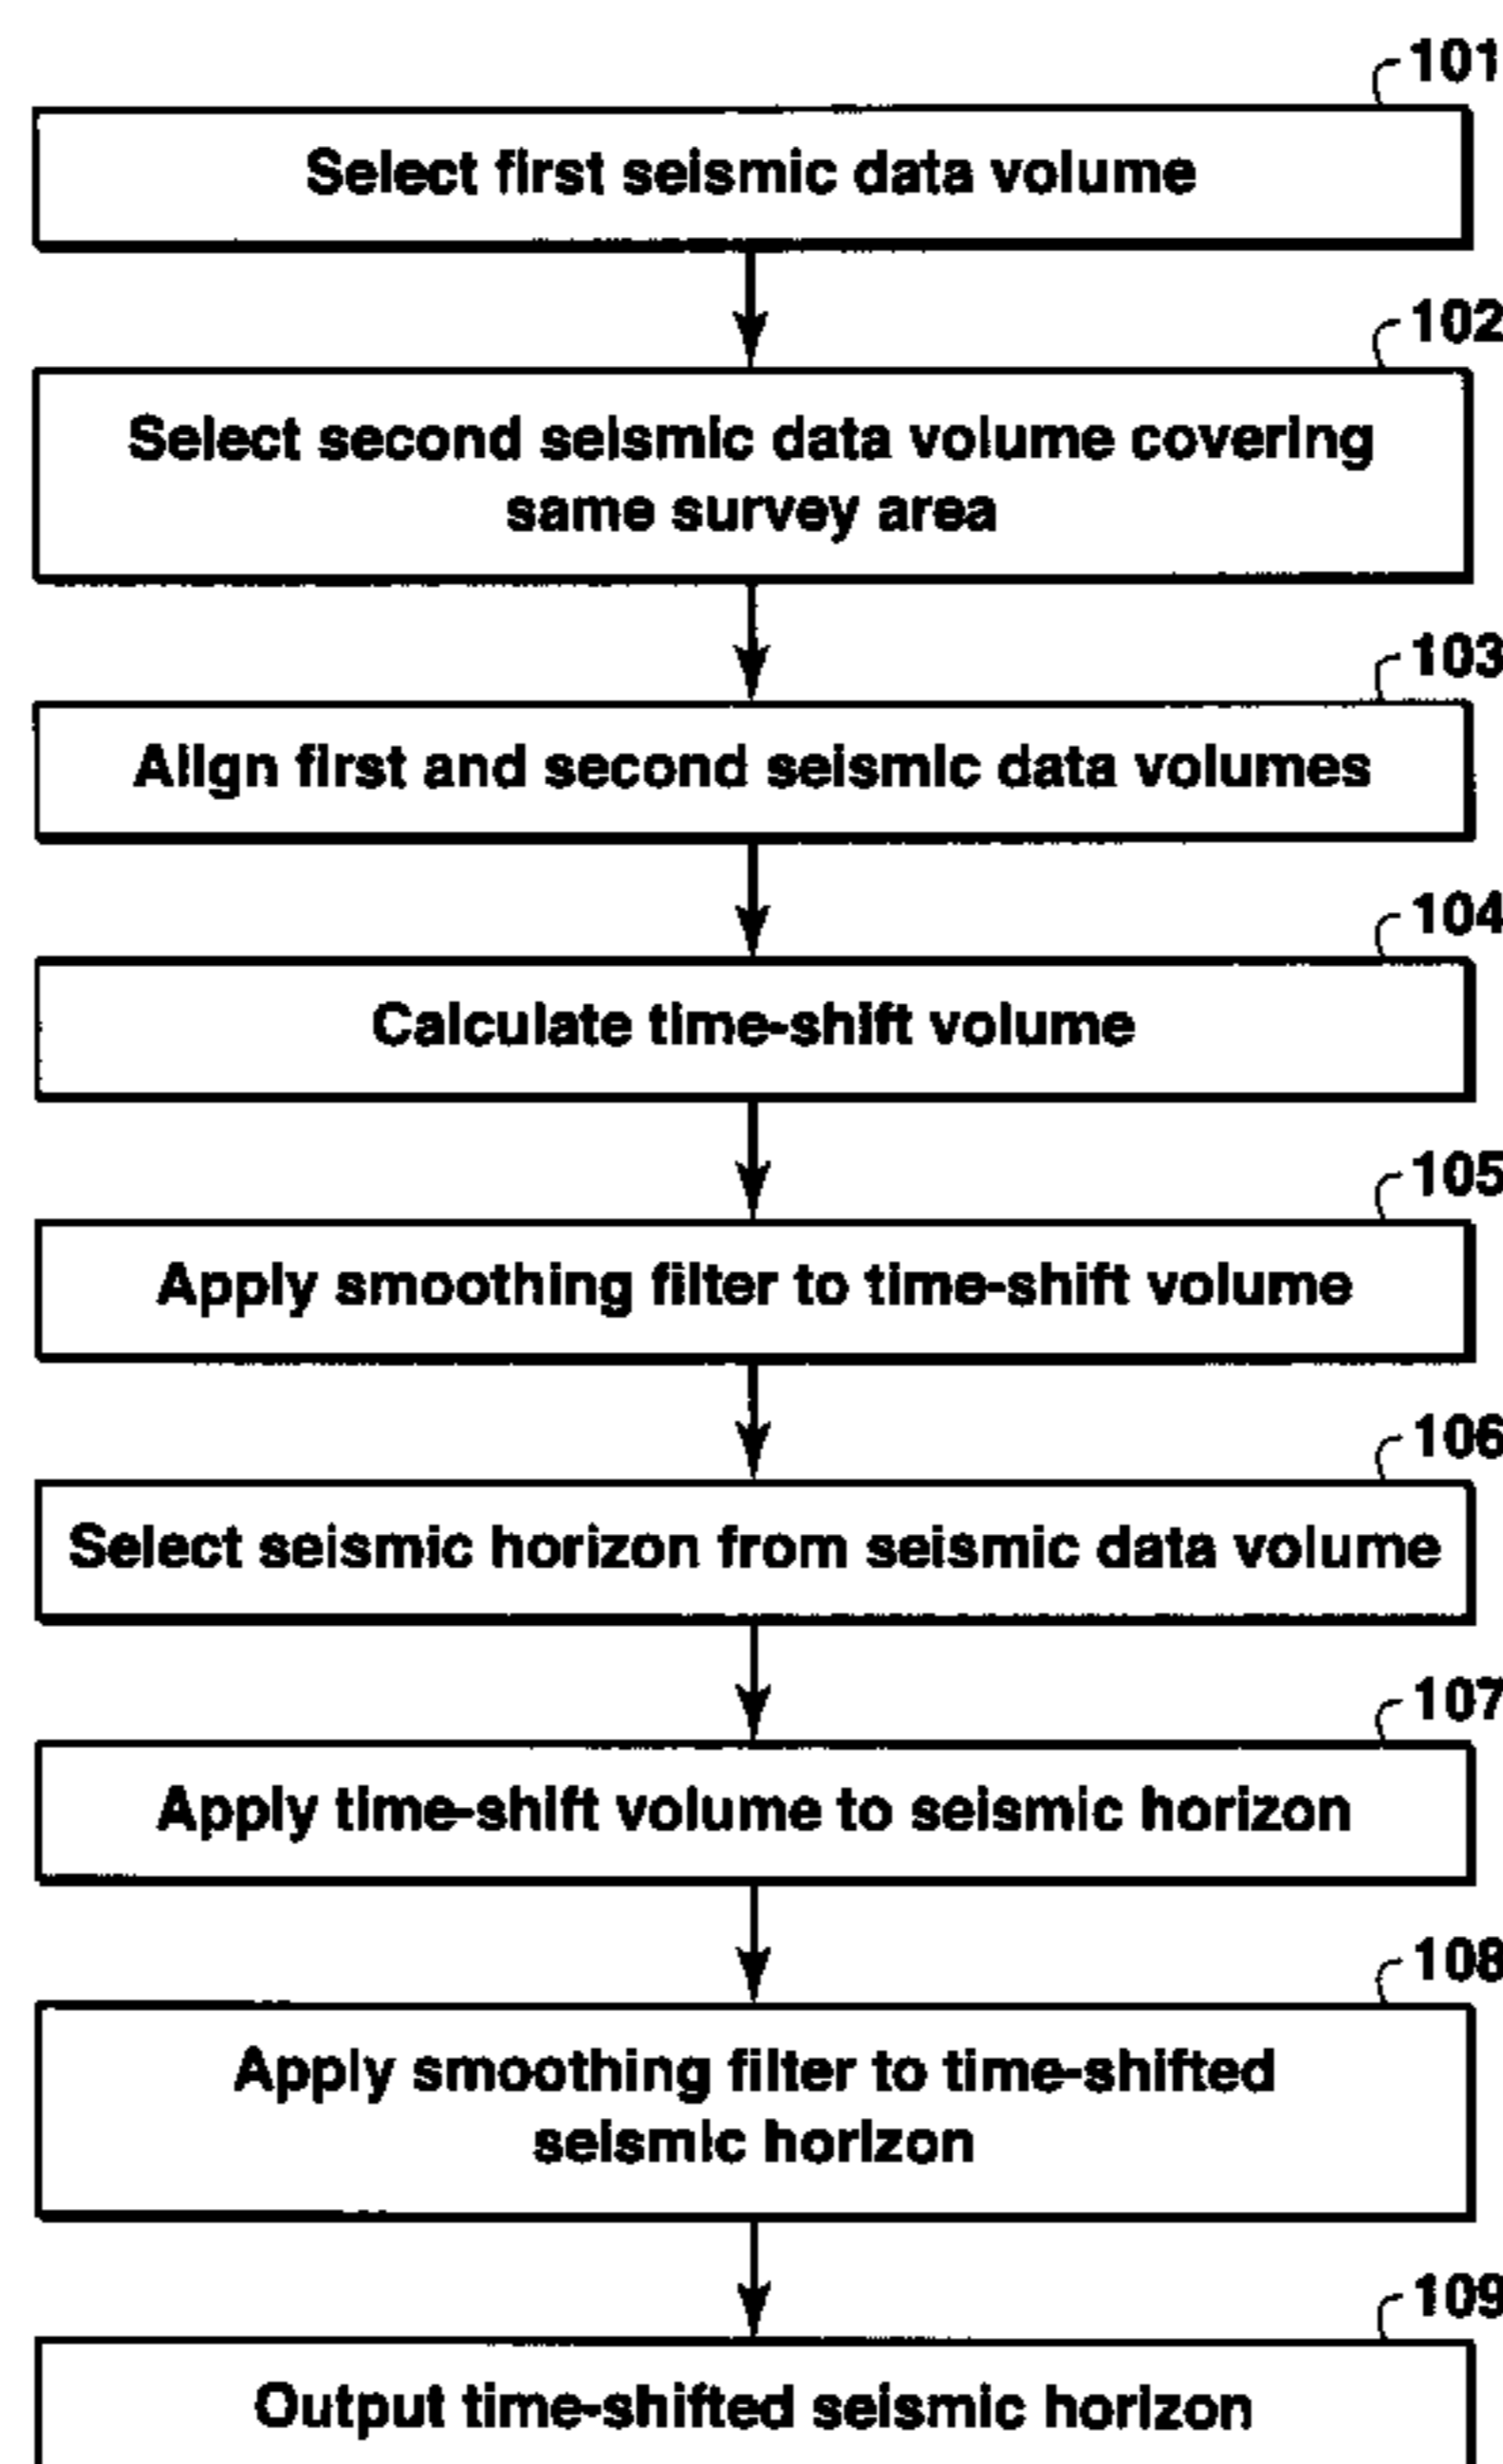 101
Select first seismic data volume
102
Select second seismic data volume covering
same survey area
103
Align first and second seismic data volumes
104
Calculate time-shift volume
105
Apply smoothing filter to time-shift volume
106
Select seismic horizon from seismic data volume
107
Apply time-shift volume to seismic horizon
108
Apply smoothing filter to time-shifted
seismic horizon
109
Output time-shifted seismic horizon